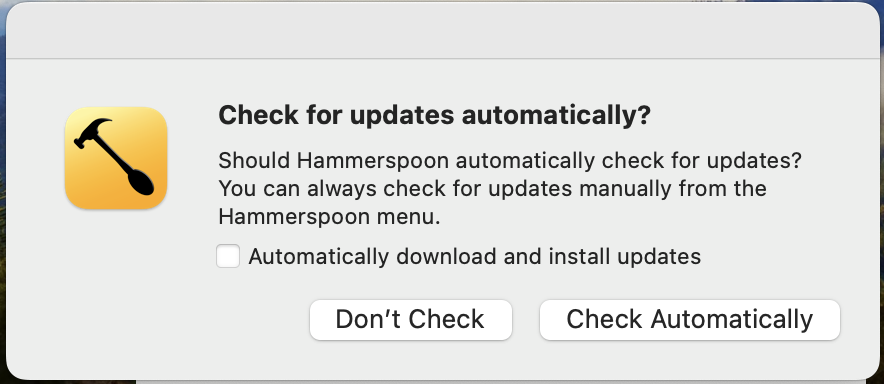 Check for updates automatically?
Should Hammerspoon automatically check for updates?
You can always check for updates manually from the
Hammerspoon menu.
Automatically download and install updates
Don’t Check
Check Automatically